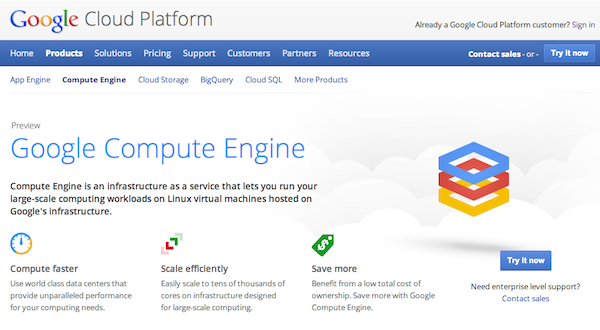 Google Cloud Platform
Already a Google Cloud Platform customer? Sign in
Home Products Solutions Pricing Support Customers Partners Resources Contact sales - or - Try it now
App Engine Compute Engine Cloud Storage BigQuery Cloud SQL More Products
Preview
Google Compute Engine
Compute Engine is an infrastructure as a service that lets you run your
large-scale computing workloads on Linux virtual machines hosted on
Google's infrastructure.
Compute faster
Use world class data centers that
provide unparalleled performance
for your computing needs.
Scale efficiently
Easily scale to tens of thousands of
cores on infrastructure designed
for large-scale computing.
Save more
Benefit from a low total cost of
ownership. Save more with Google
Compute Engine.
Try it now
Need enterprise level support?
Contact sales